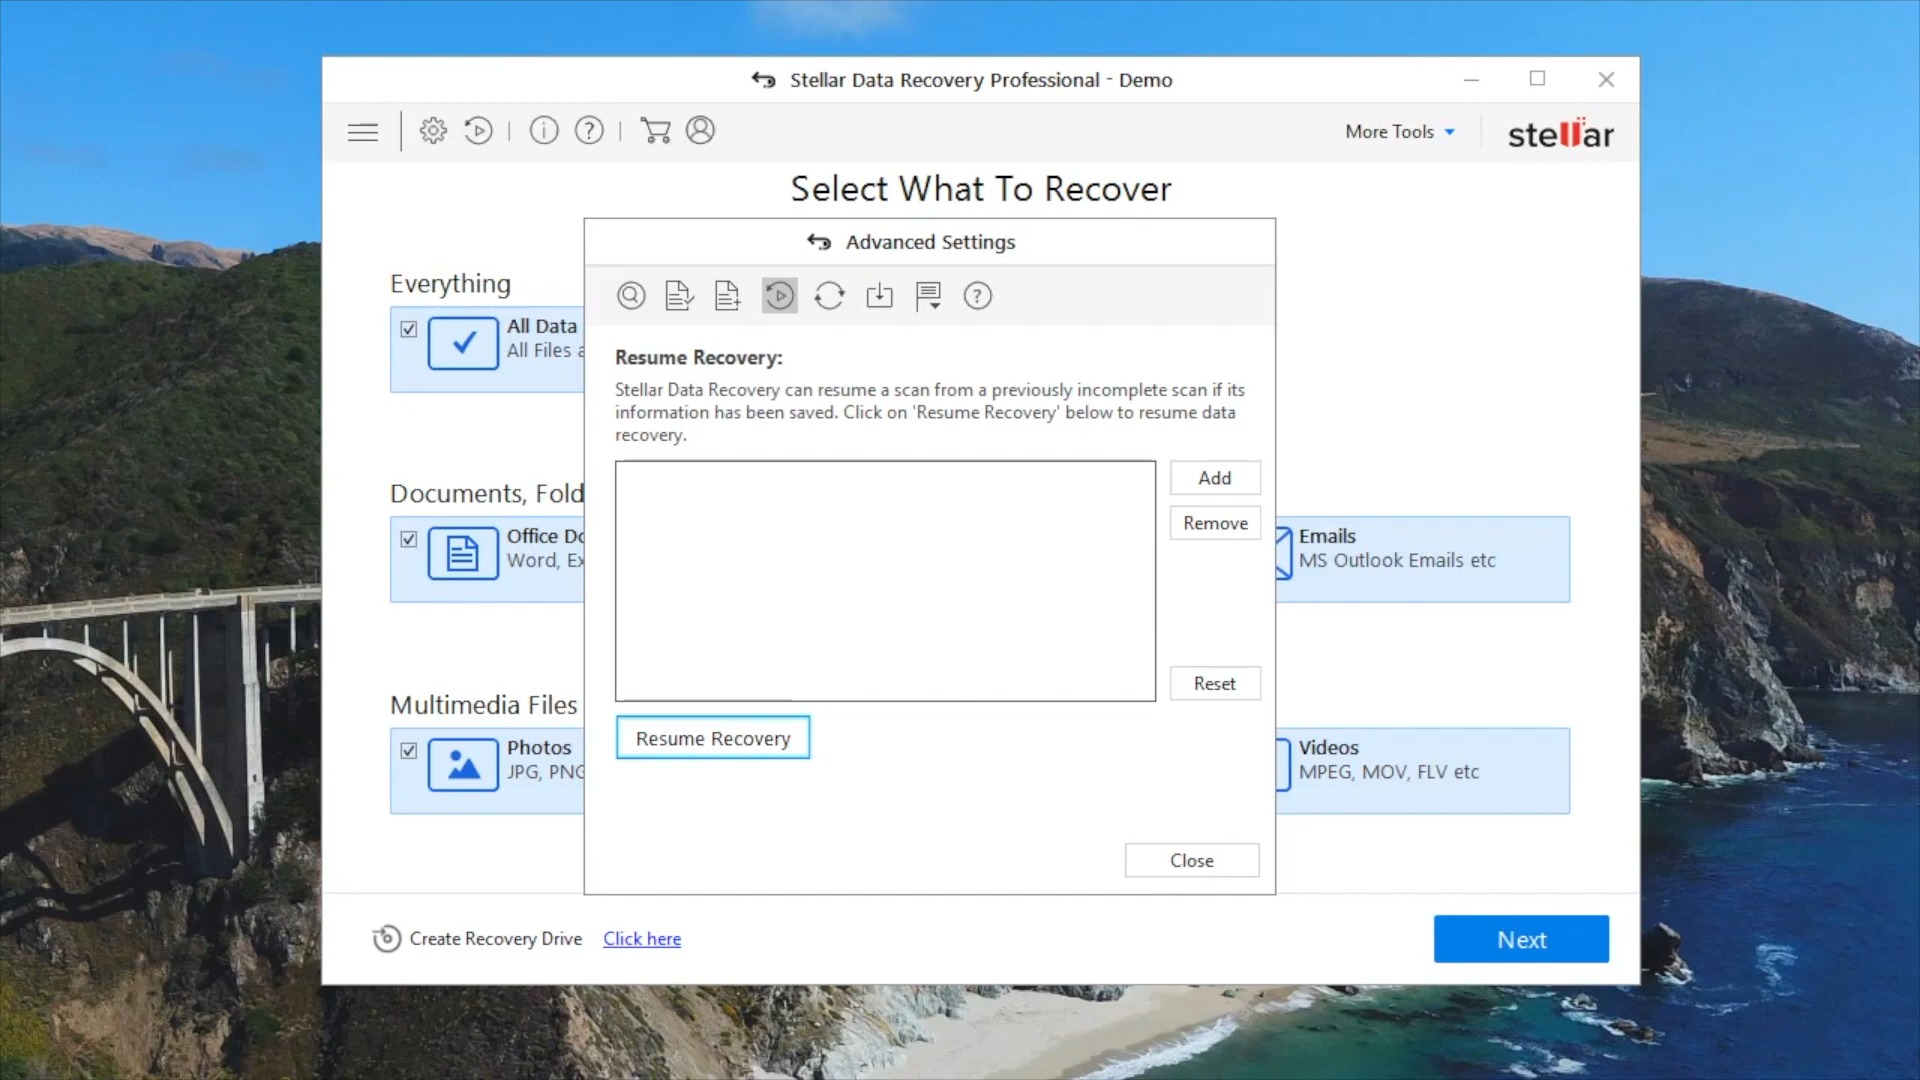 Stellar Data Recovery Professional - Demo
More Tools
stellar
Select What To Recover
Advanced Settings
Everything
All Data
All Files a
Resume Recovery:
Stellar Data Recovery can resume a scan from a previously incomplete scan if its
information has been saved. Click on 'Resume Recovery' below to resume data
recovery.
Add
Remove
Reset
Resume Recovery
Close
Documents, Fold
Office Do
Word, Ex
Emails
MS Outlook Emails etc
Multimedia Files
Photos
JPG, PNG
Videos
MPEG, MOV, FLV etc
Create Recovery Drive Click here
Next